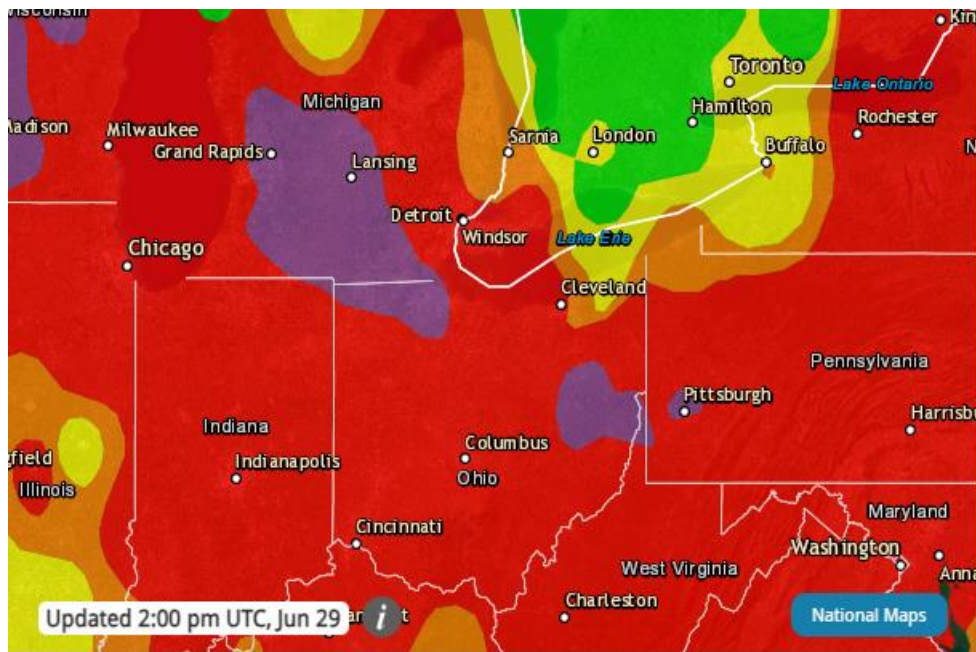 Wisconsin
Toronto
Lake Ontario
Michigan
Hamilton
Madison
Milwaukee
Sarnia
London
Rochester
Grand Rapids
Lansing
Buffalo
Detroit
Windsor
Lake Erie
Chicago
Cleveland
Pennsylvania
Pittsburgh
Indiana
Harrisbu
Columbus
gfield
Indianapolis
Ohio
Illinois
Maryland
Cincinnati
Washington
West Virginia
Anna
Charleston
Updated 2:00 pm UTC, Jun 29
i
National Maps